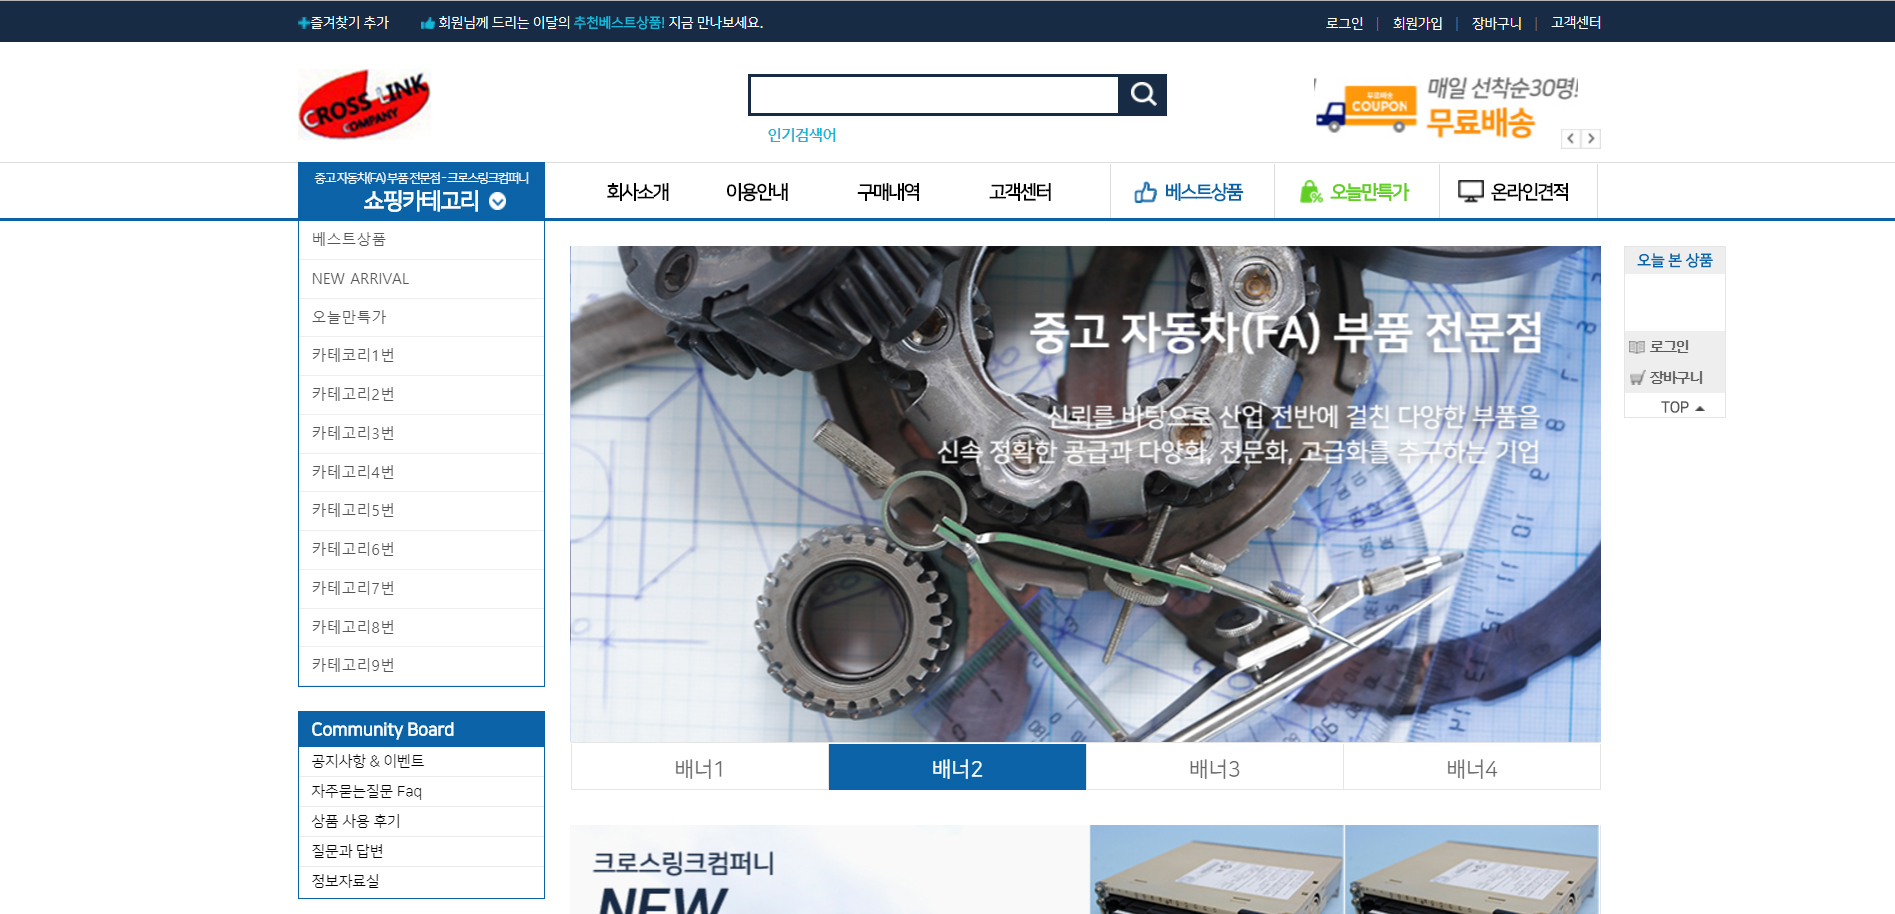 즐겨찾기 추가
회원님께 드리는 이달의 추천베스트상품! 지금 만나보세요.
로그인 | 회원가입 | 장바구니 | 고객센터
CROSS LINK
COMPANY
인기검색어
무료배송
COUPON
매일 선착순30명!
무료배송
중고 자동차(FA) 부품 전문점 - 크로스링크컴퍼니
쇼핑카테고리
회사소개
이용안내
구매내역
고객센터
베스트상품
오늘만특가
온라인견적
베스트상품
NEW ARRIVAL
오늘만특가
카테코리1번
카테고리2번
카테고리3번
카테고리4번
카테고리5번
카테고리6번
카테고리7번
카테고리8번
카테고리9번
Community Board
공지사항 & 이벤트
자주묻는질문 Faq
상품 사용 후기
질문과 답변
정보자료실
중고 자동차(FA) 부품 전문점
신뢰를 바탕으로 산업 전반에 걸친 다양한 부품을
신속 정확한 공급과 다양화, 전문화, 고급화를 추구하는 기업
배너1
배너2
배너3
배너4
크로스링크컴퍼니
NEW
오늘 본 상품
로그인
장바구니
TOP